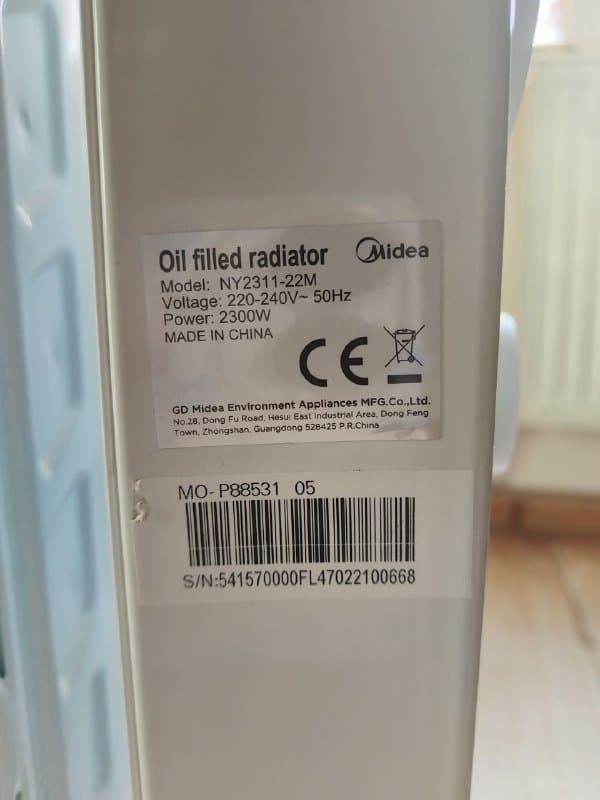 Oil filled radiator Midea
Model: NY2311-22M
Voltage: 220-240V~ 50Hz
Power: 2300W
MADE IN CHINA
CE
GD Midea Environment Appliances MFG.Co.,Ltd.
No.28, Dong Fu Road, Hesui East Industrial Area, Dong Feng
Town, Zhongshan, Guangdong 528425 P.R.China
MO-P88531 05
S/N:541570000FL47022100668